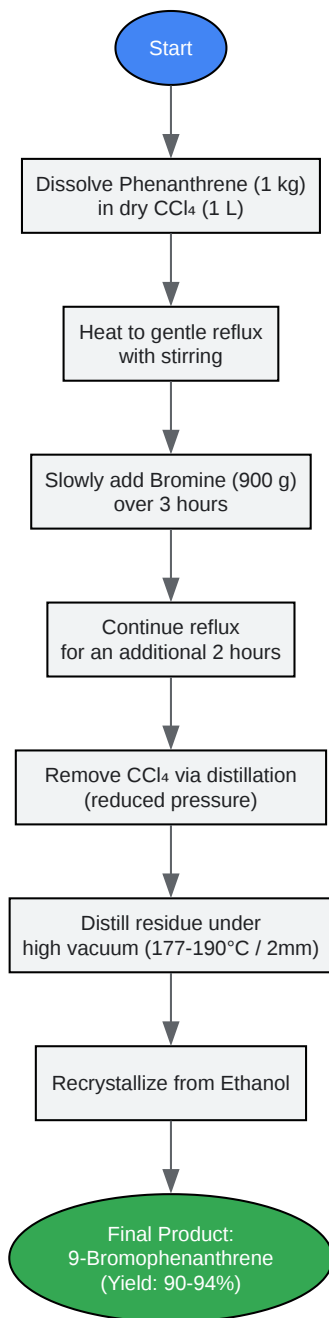 Start
Dissolve Phenanthrene (1 kg)
in dry CCl₄ (1 L)
Heat to gentle reflux
with stirring
Slowly add Bromine (900 g)
over 3 hours
Continue reflux
for an additional 2 hours
Remove CCl₄ via distillation
(reduced pressure)
Distill residue under
high vacuum (177-190°C / 2mm)
Recrystallize from Ethanol
Final Product:
9-Bromophenanthrene
(Yield: 90-94%)